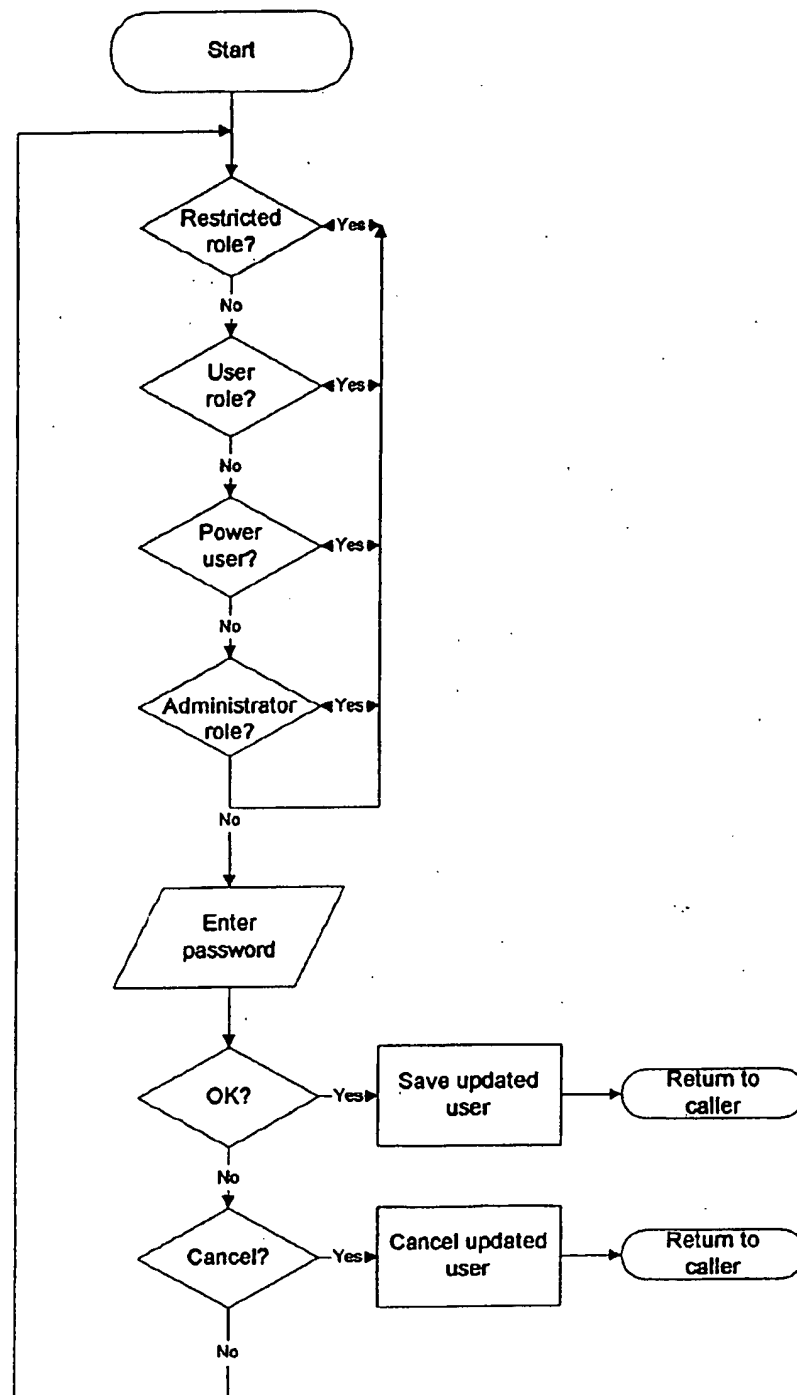 Start
Restricted
role?
Yes
No
User
role?
Yes
No
Power
user?
Yes
No
Administrator
role?
Yes
No
Enter
password
OK?
Yes
Save updated
user
Return to
caller
No
Cancel?
Yes
Cancel updated
user
Return to
caller
No